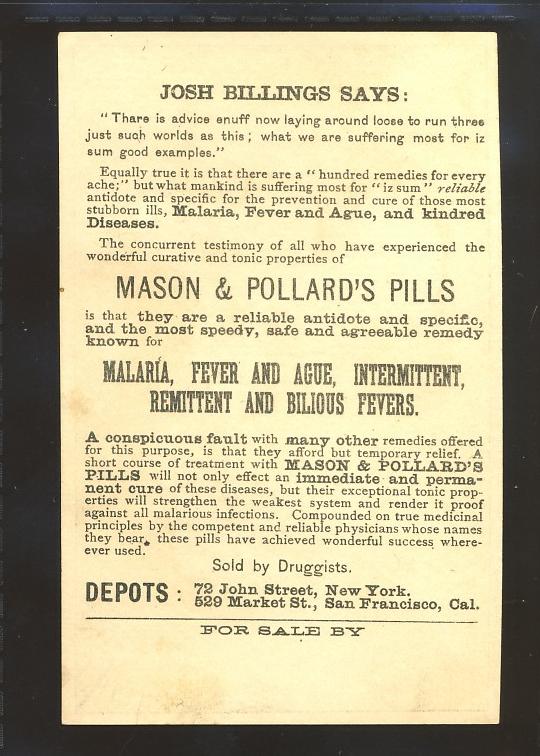 JOSH BILLINGS SAYS:
"Thare is advice enuff now laying around loose to run three
just such worlds as this; what we are suffering most for iz
sum good examples."
Equally true it is that there are a "hundred remedies for every
ache;" but what mankind is suffering most for "iz sum" reliable
antidote and specific for the prevention and cure of those most
stubborn ills, Malaria, Fever and Ague, and kindred
Diseases.
The concurrent testimony of all who have experienced the
wonderful curative and tonic properties of
MASON & POLLARD'S PILLS
is that they are a reliable antidote and specific,
and the most speedy, safe and agreeable remedy
known for
MALARIA, FEVER AND AGUE, INTERMITTENT,
REMITTENT AND BILIOUS FEVERS.
A conspicuous fault with many other remedies offered
for this purpose, is that they afford but temporary relief. A
short course of treatment with MASON & POLLARD'S
PILLS will not only effect an immediate and perma-
nent cure of these diseases, but their exceptional tonic prop-
erties will strengthen the weakest system and render it proof
against all malarious infections. Compounded on true medicinal
principles by the competent and reliable physicians whose names
they bear, these pills have achieved wonderful success where-
ever used.
Sold by Druggists.
DEPOTS: 72 John Street, New York.
529 Market St., San Francisco, Cal.
FOR SALE BY